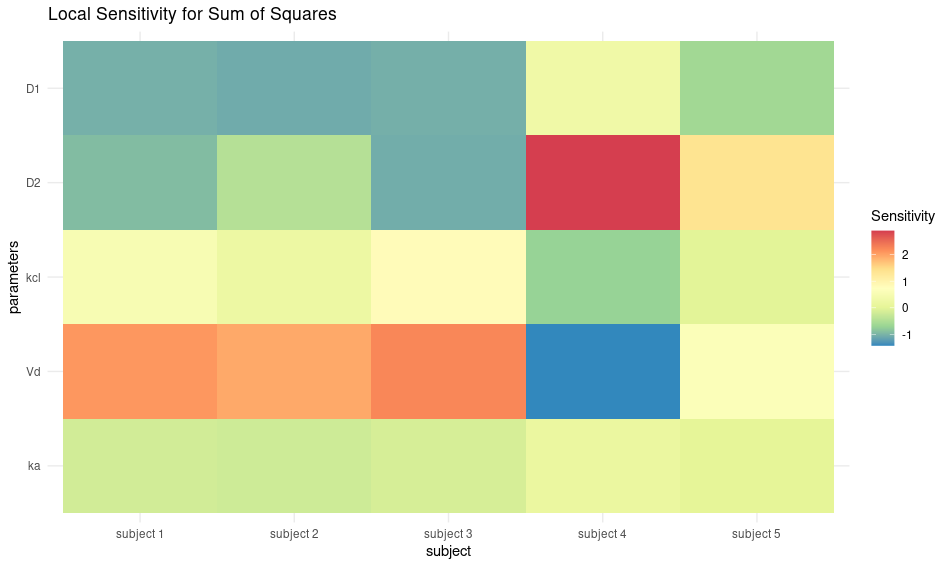 Local Sensitivity for Sum of Squares
D1
D2
kcl
Vd
ka
parameters
subject 1
subject 2
subject 3
subject 4
subject 5
subject
Sensitivity
2
1
0
-1